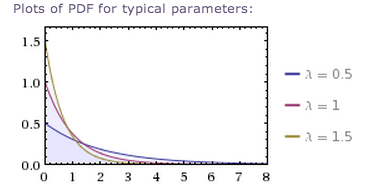 Plots of PDF for typical parameters:
1.5
1.0
0.5
0.0
0 1 2 3 4 5 6 7 8
λ = 0.5
λ = 1
λ = 1.5